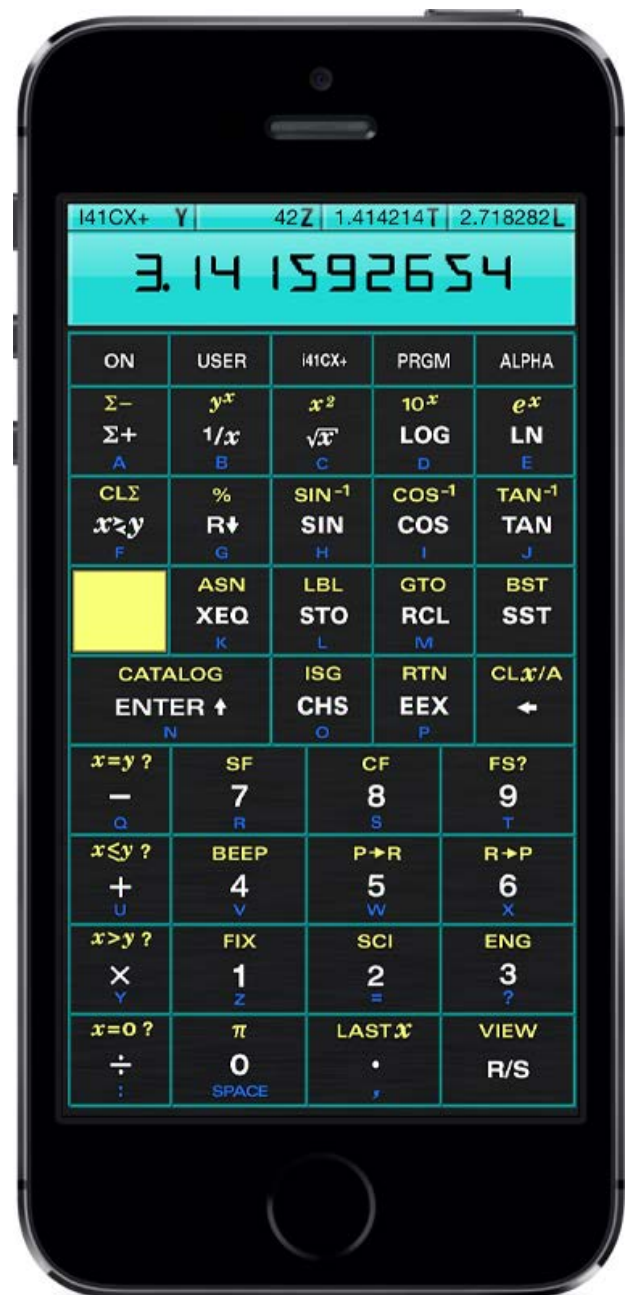 I41CX+ Y 42 Z 1.414214 T 2.718282 L
3.141592654
ON USER i41CX+ PRGM ALPHA
Σ− yˣ x² 10ˣ eˣ
Σ+ 1/x √x LOG LN
A B C D E
CLΣ % SIN⁻¹ COS⁻¹ TAN⁻¹
x≷y R↓ SIN COS TAN
F G H I J
ASN LBL GTO BST
XEQ STO RCL SST
K L M
CATALOG ISG RTN CLx/A
ENTER ↑ CHS EEX ←
N O P
x=y ? SF CF FS?
− 7 8 9
Q R S T
x≤y ? BEEP P→R R→P
+ 4 5 6
U V W X
x>y ? FIX SCI ENG
× 1 2 3
Y Z = ?
x=0 ? π LASTx VIEW
÷ 0 . R/S
: SPACE ,